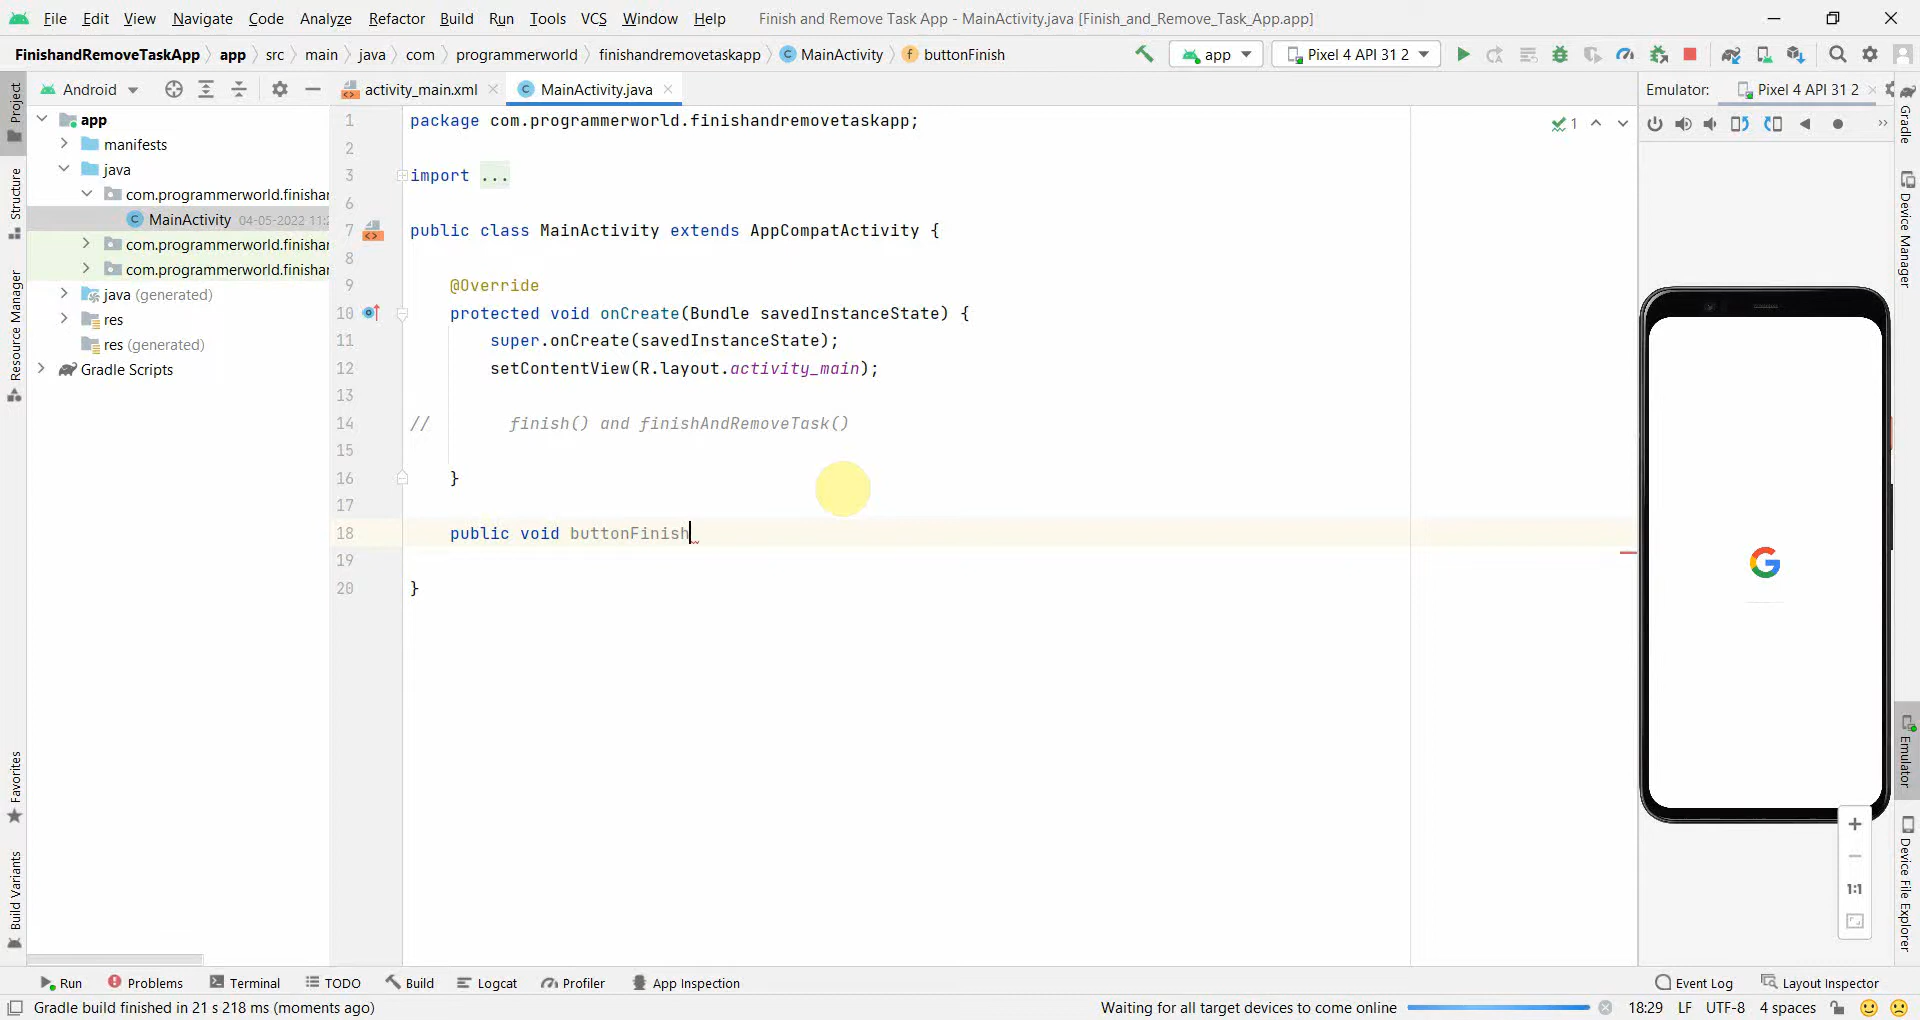 File Edit View Navigate Code Analyze Refactor Build Run Tools VCS Window Help Finish and Remove Task App - MainActivity.java [Finish_and_Remove_Task_App.app]
FinishandRemoveTaskApp app src main java com programmerworld finishandremovetaskapp MainActivity buttonFinish app Pixel 4 API 31 2
Android activity_main.xml MainActivity.java Emulator: Pixel 4 API 31 2
app
manifests
java
com.programmerworld.finishar
MainActivity 04-05-2022 11:2
com.programmerworld.finishar
com.programmerworld.finishar
java (generated)
res
res (generated)
Gradle Scripts
1 package com.programmerworld.finishandremovetaskapp;
2
3 import ...
6
7 public class MainActivity extends AppCompatActivity {
8
9 @Override
10 protected void onCreate(Bundle savedInstanceState) {
11 super.onCreate(savedInstanceState);
12 setContentView(R.layout.activity_main);
13
14 // finish() and finishAndRemoveTask()
15
16 }
17
18 public void buttonFinish
19
20 }
1
Project
Structure
Resource Manager
Favorites
Build Variants
Gradle
Device Manager
Emulator
Device File Explorer
G
1:1
Run Problems Terminal TODO Build Logcat Profiler App Inspection Event Log Layout Inspector
Gradle build finished in 21 s 218 ms (moments ago) Waiting for all target devices to come online 18:29 LF UTF-8 4 spaces